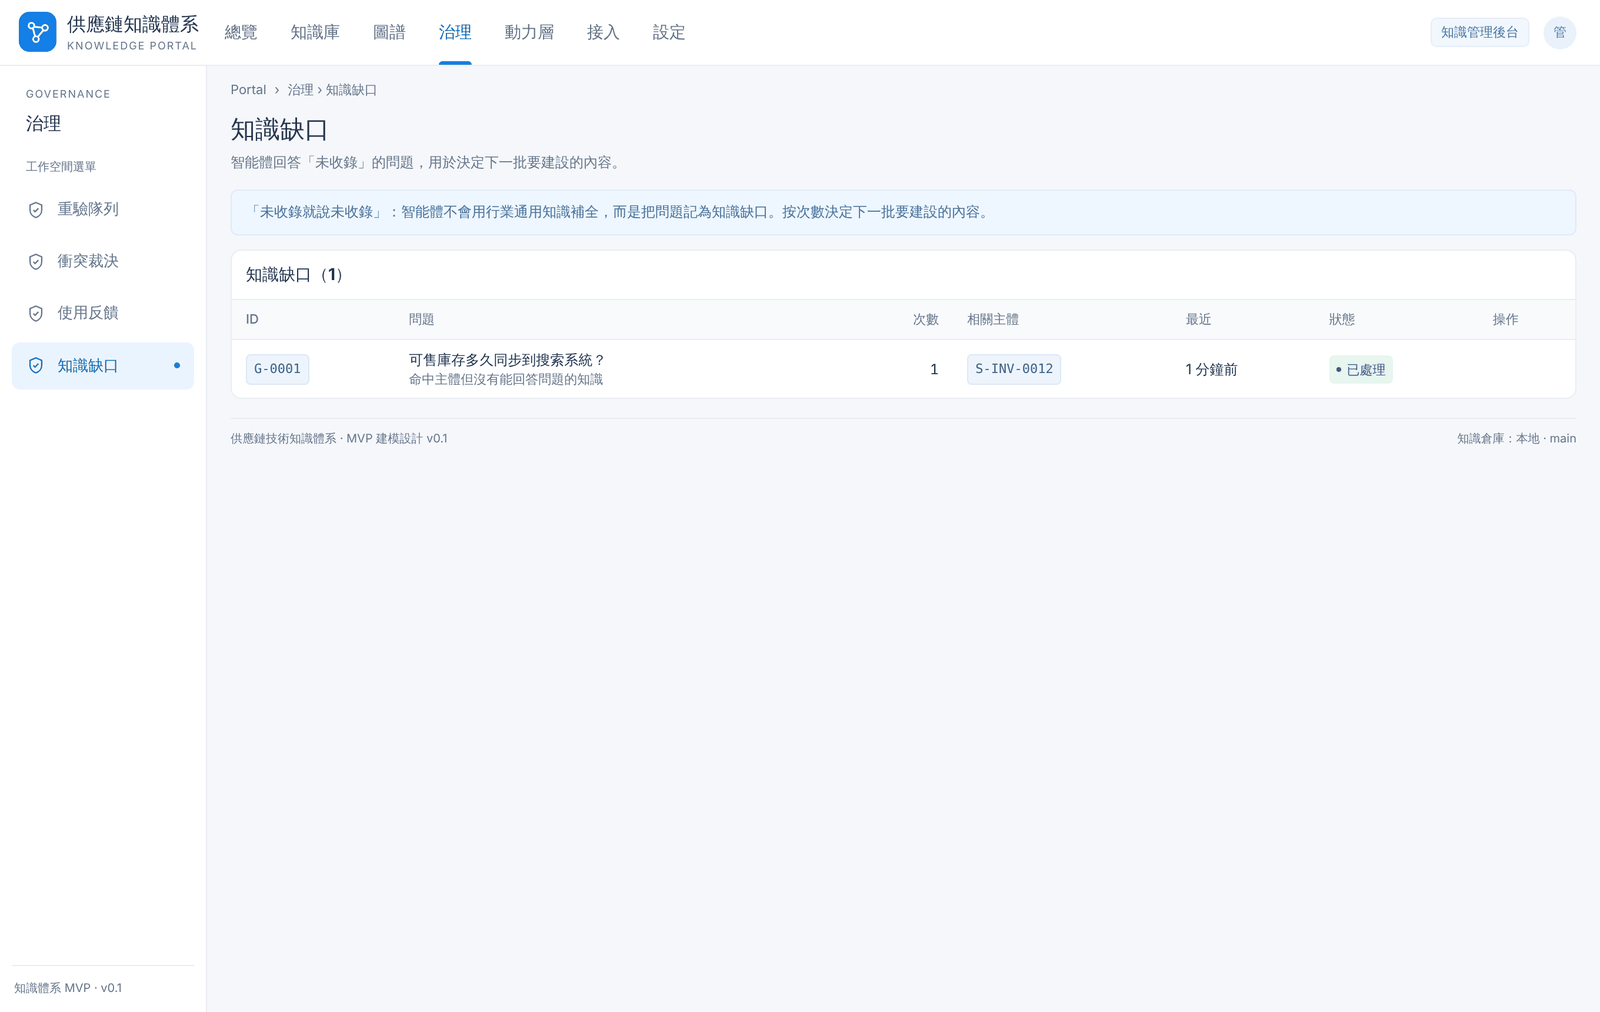 供應鏈知識體系
KNOWLEDGE PORTAL
總覽
知識庫
圖譜
治理
動力層
接入
設定
知識管理後台
管
GOVERNANCE
治理
工作空間選單
重驗隊列
衝突裁決
使用反饋
知識缺口
知識體系 MVP · v0.1
Portal › 治理 › 知識缺口
知識缺口
智能體回答「未收錄」的問題，用於決定下一批要建設的內容。
「未收錄就說未收錄」：智能體不會用行業通用知識補全，而是把問題記為知識缺口。按次數決定下一批要建設的內容。
知識缺口（1）
ID 問題 次數 相關主體 最近 狀態 操作
G-0001 可售庫存多久同步到搜索系統？ 1 S-INV-0012 1 分鐘前 • 已處理
命中主體但沒有能回答問題的知識
供應鏈技術知識體系 · MVP 建模設計 v0.1
知識倉庫：本地 · main